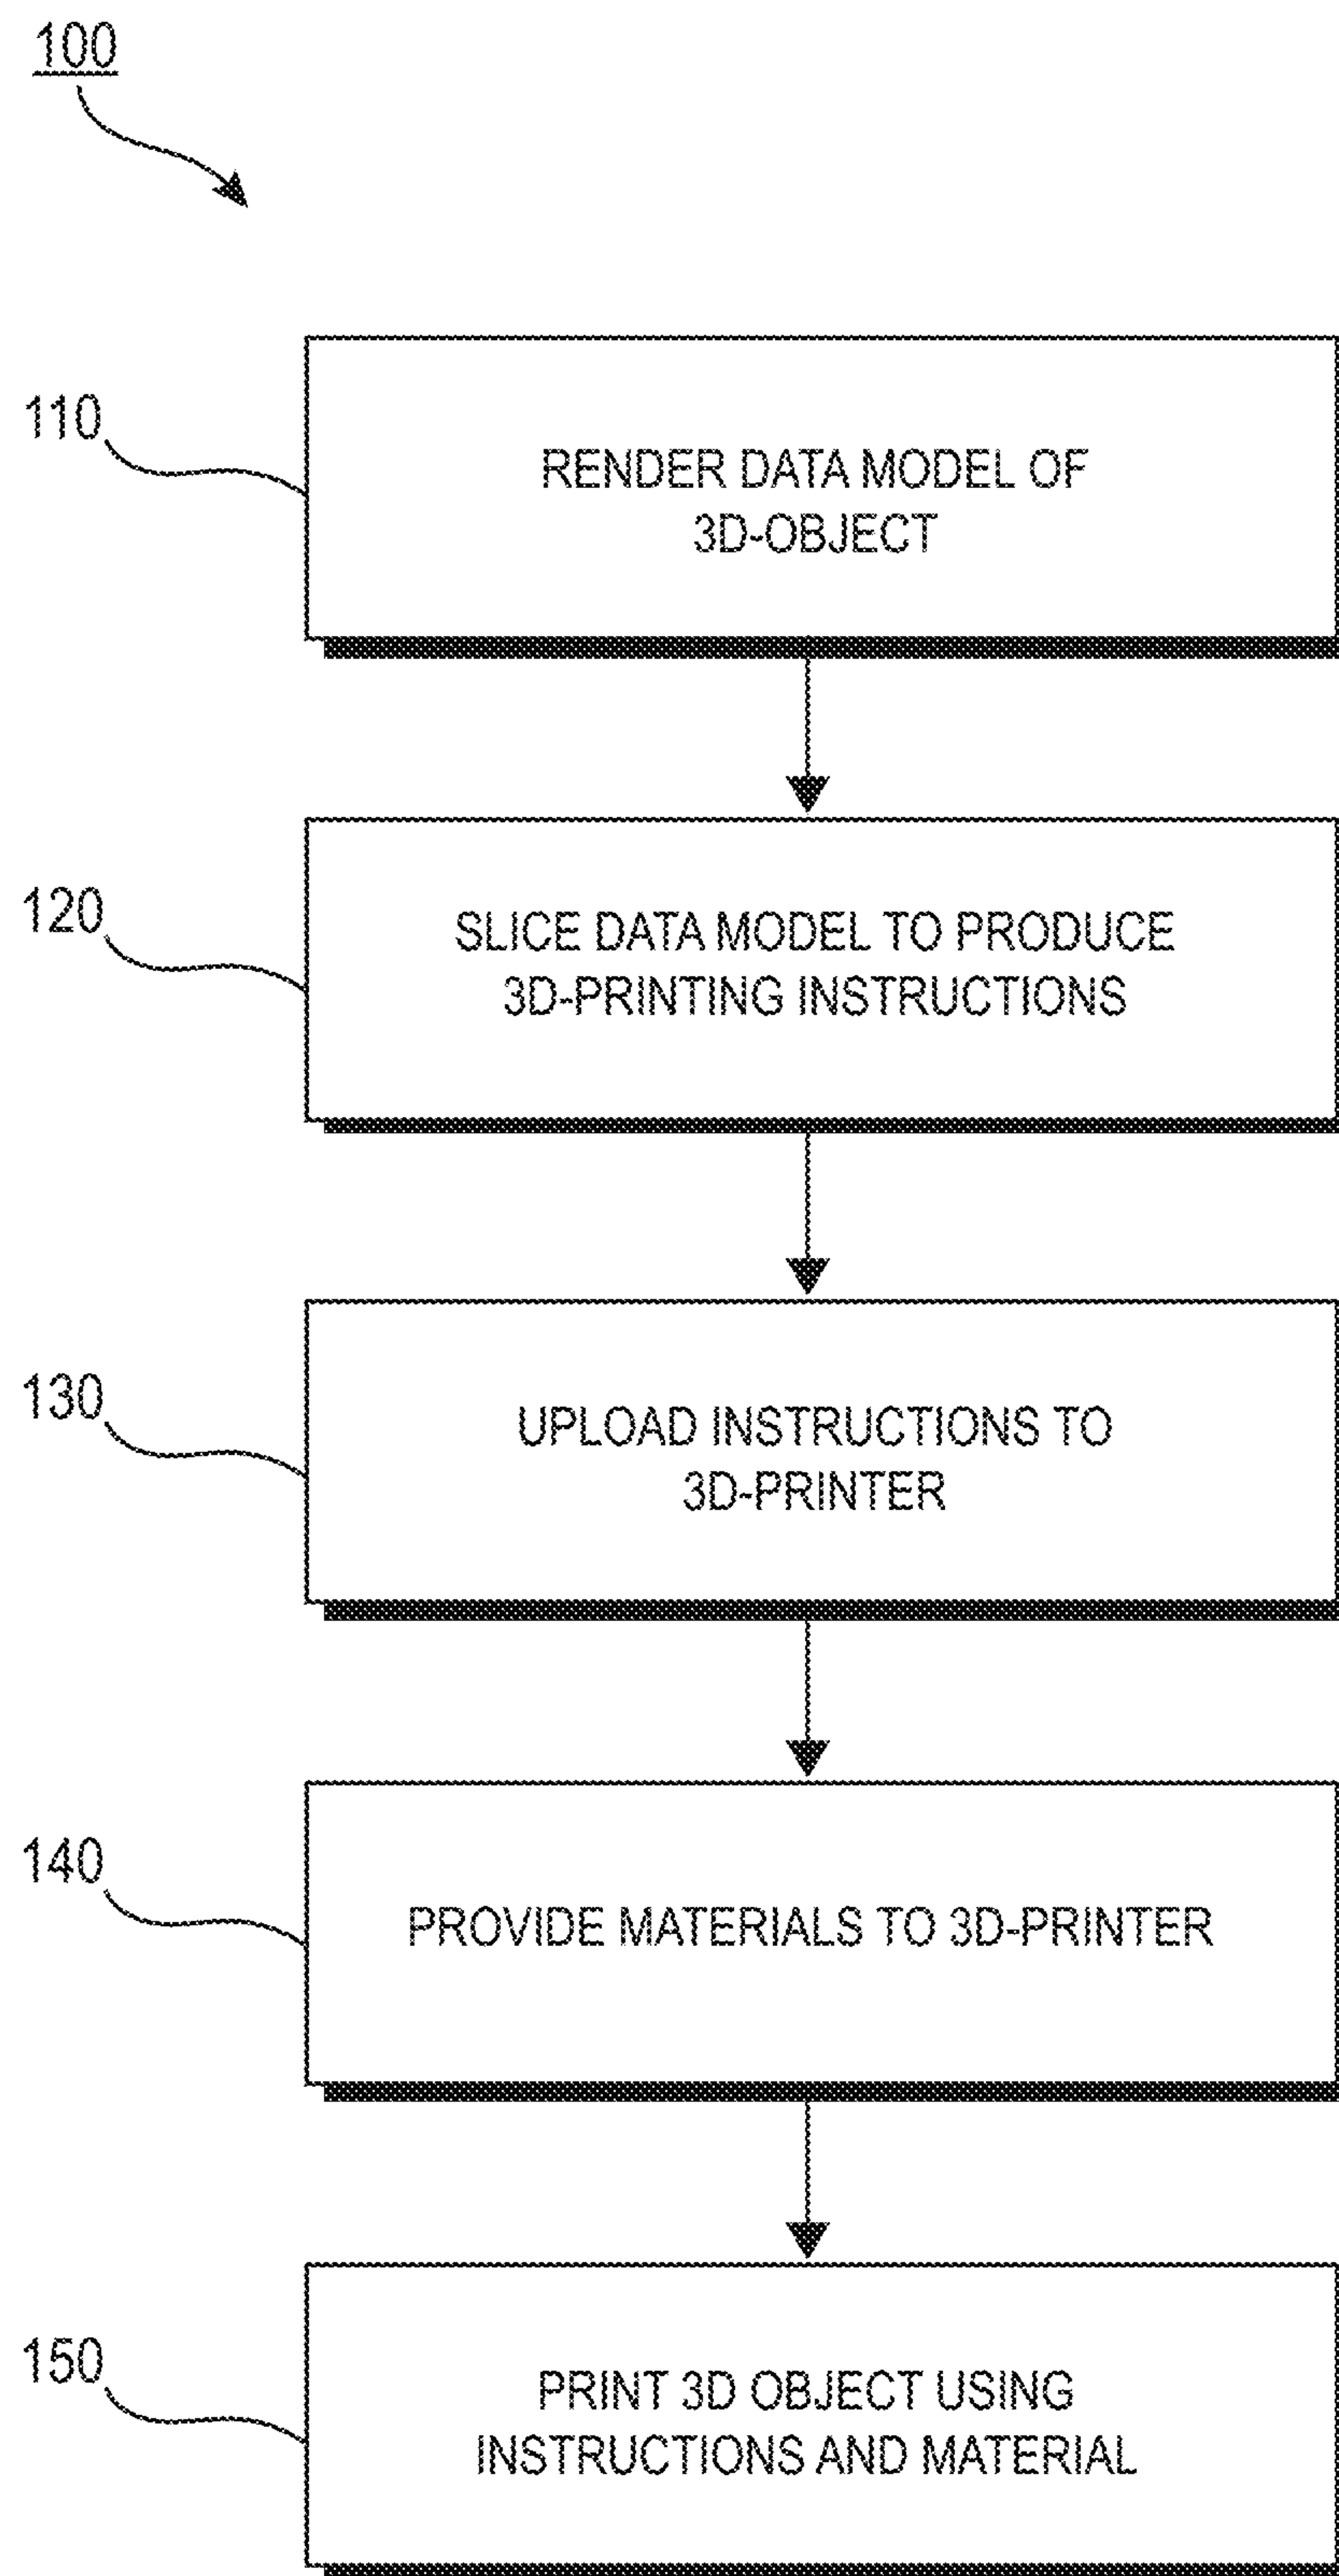 100
110
RENDER DATA MODEL OF
3D-OBJECT
120
SLICE DATA MODEL TO PRODUCE
3D-PRINTING INSTRUCTIONS
130
UPLOAD INSTRUCTIONS TO
3D-PRINTER
140
PROVIDE MATERIALS TO 3D-PRINTER
150
PRINT 3D OBJECT USING
INSTRUCTIONS AND MATERIAL